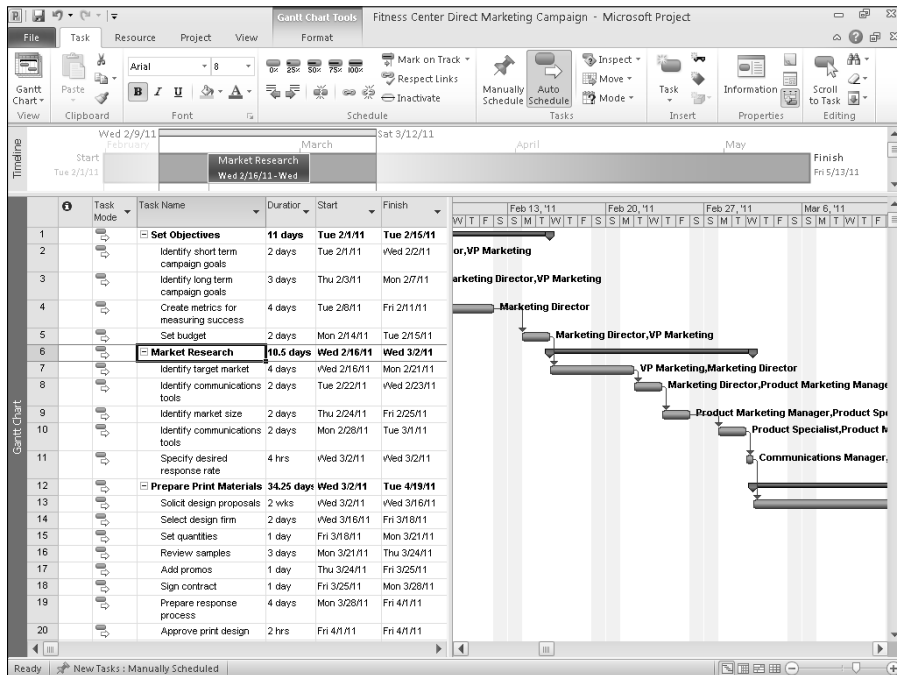 Gantt Chart Tools Fitness Center Direct Marketing Campaign - Microsoft Project
File Task Resource Project View Format
Gantt Chart
View
Paste
Clipboard
Arial 8
B I U A
Font
0% 25% 50% 75% 100%
Mark on Track
Respect Links
Inactivate
Schedule
Manually Schedule
Auto Schedule
Inspect
Move
Mode
Tasks
Task
Insert
Information
Properties
Scroll to Task
Editing
Timeline
Wed 2/9/11 Sat 3/12/11
February March April May
Start
Tue 2/1/11
Market Research
Wed 2/16/11 - Wed
Finish
Fri 5/13/11
Gantt Chart
Task Mode Task Name Duration Start Finish
Feb 13, '11 Feb 20, '11 Feb 27, '11 Mar 6, '11
W T F S S M T W T F S S M T W T F S S M T W T F S S M T W T F
1 Set Objectives 11 days Tue 2/1/11 Tue 2/15/11
2 Identify short term campaign goals 2 days Tue 2/1/11 Wed 2/2/11 or,VP Marketing
3 Identify long term campaign goals 3 days Thu 2/3/11 Mon 2/7/11 arketing Director,VP Marketing
4 Create metrics for measuring success 4 days Tue 2/8/11 Fri 2/11/11 Marketing Director
5 Set budget 2 days Mon 2/14/11 Tue 2/15/11 Marketing Director,VP Marketing
6 Market Research 10.5 days Wed 2/16/11 Wed 3/2/11
7 Identify target market 4 days Wed 2/16/11 Mon 2/21/11 VP Marketing,Marketing Director
8 Identify communications tools 2 days Tue 2/22/11 Wed 2/23/11 Marketing Director,Product Marketing Manage
9 Identify market size 2 days Thu 2/24/11 Fri 2/25/11 Product Marketing Manager,Product Spe
10 Identify communications tools 2 days Mon 2/28/11 Tue 3/1/11 Product Specialist,Product M
11 Specify desired response rate 4 hrs Wed 3/2/11 Wed 3/2/11 Communications Manager,
12 Prepare Print Materials 34.25 days Wed 3/2/11 Tue 4/19/11
13 Solicit design proposals 2 wks Wed 3/2/11 Wed 3/16/11
14 Select design firm 2 days Wed 3/16/11 Fri 3/18/11
15 Set quantities 1 day Fri 3/18/11 Mon 3/21/11
16 Review samples 3 days Mon 3/21/11 Thu 3/24/11
17 Add promos 1 day Thu 3/24/11 Fri 3/25/11
18 Sign contract 1 day Fri 3/25/11 Mon 3/28/11
19 Prepare response process 4 days Mon 3/28/11 Fri 4/1/11
20 Approve print design 2 hrs Fri 4/1/11 Fri 4/1/11
Ready New Tasks : Manually Scheduled